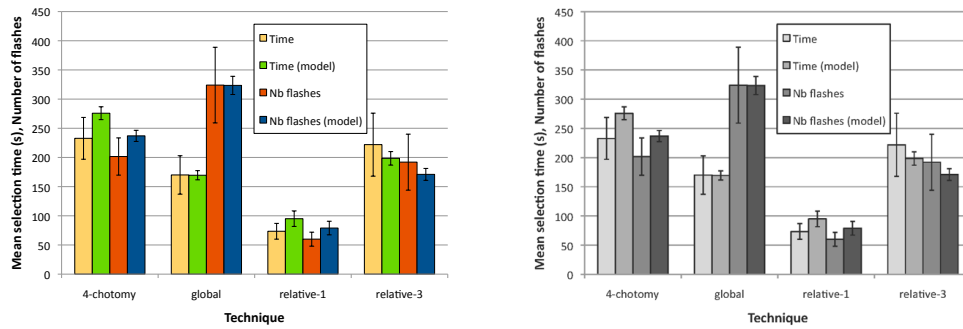 Mean selection time (s), Number of flashes
450
400
350
300
250
200
150
100
50
0
Time
Time (model)
Nb flashes
Nb flashes (model)
4-chotomy global relative-1 relative-3
Technique
Mean selection time (s), Number of flashes
450
400
350
300
250
200
150
100
50
0
Time
Time (model)
Nb flashes
Nb flashes (model)
4-chotomy global relative-1 relative-3
Technique